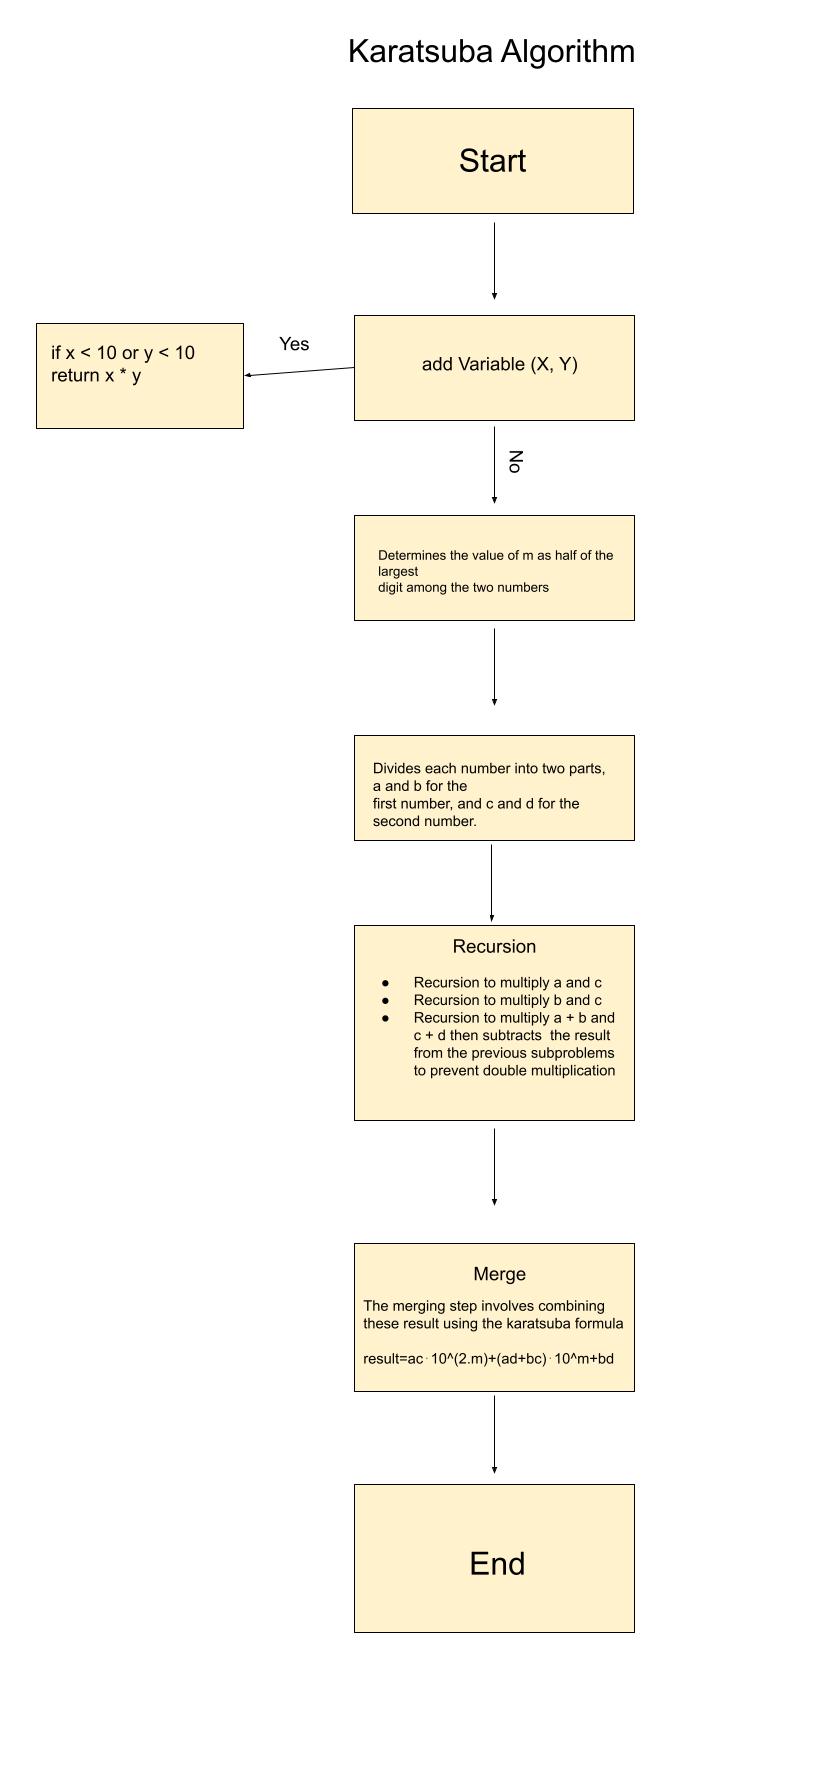 Karatsuba Algorithm
Start
add Variable (X, Y)
Yes
if x < 10 or y < 10
return x * y
No
Determines the value of m as half of the
largest
digit among the two numbers
Divides each number into two parts,
a and b for the
first number, and c and d for the
second number.
Recursion
● Recursion to multiply a and c
● Recursion to multiply b and c
● Recursion to multiply a + b and
c + d then subtracts the result
from the previous subproblems
to prevent double multiplication
Merge
The merging step involves combining
these result using the karatsuba formula
result=ac·10^(2.m)+(ad+bc)·10^m+bd
End